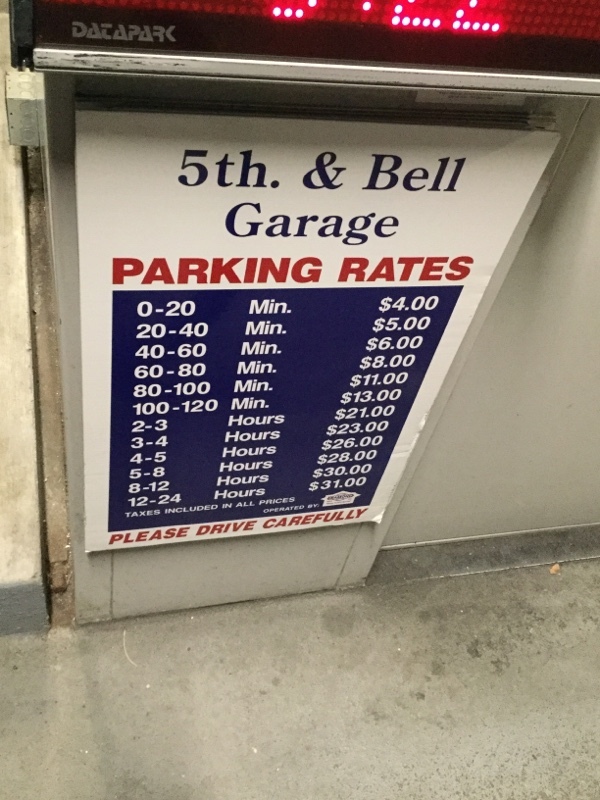 DATAPARK
5th. & Bell
Garage
PARKING RATES
0-20 Min. $4.00
20-40 Min. $5.00
40-60 Min. $6.00
60-80 Min. $8.00
80-100 Min. $11.00
100-120 Min. $13.00
2-3 Hours $21.00
3-4 Hours $23.00
4-5 Hours $26.00
5-8 Hours $28.00
8-12 Hours $30.00
12-24 Hours $31.00
TAXES INCLUDED IN ALL PRICES
OPERATED BY:
PLEASE DRIVE CAREFULLY